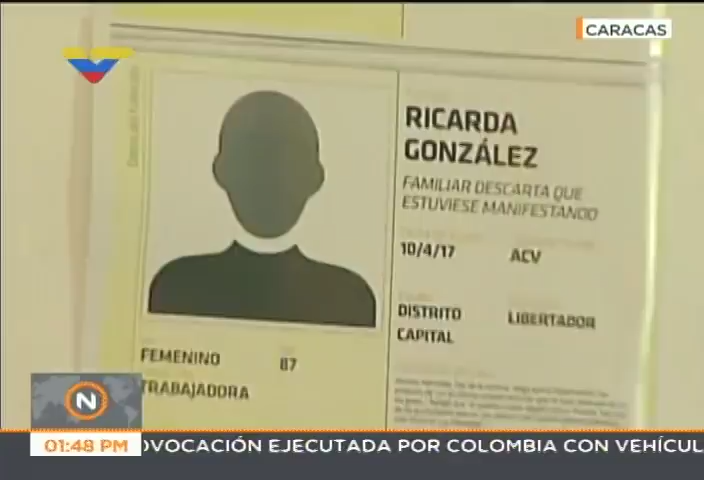 CARACAS
RICARDA
GONZÁLEZ
FAMILIAR DESCARTA QUE
ESTUVIESE MANIFESTANDO
10/4/17 ACV
DISTRITO LIBERTADOR
CAPITAL
FEMENINO 87
TRABAJADORA
N
01:48 PM OVOCACIÓN EJECUTADA POR COLOMBIA CON VEHÍCUL